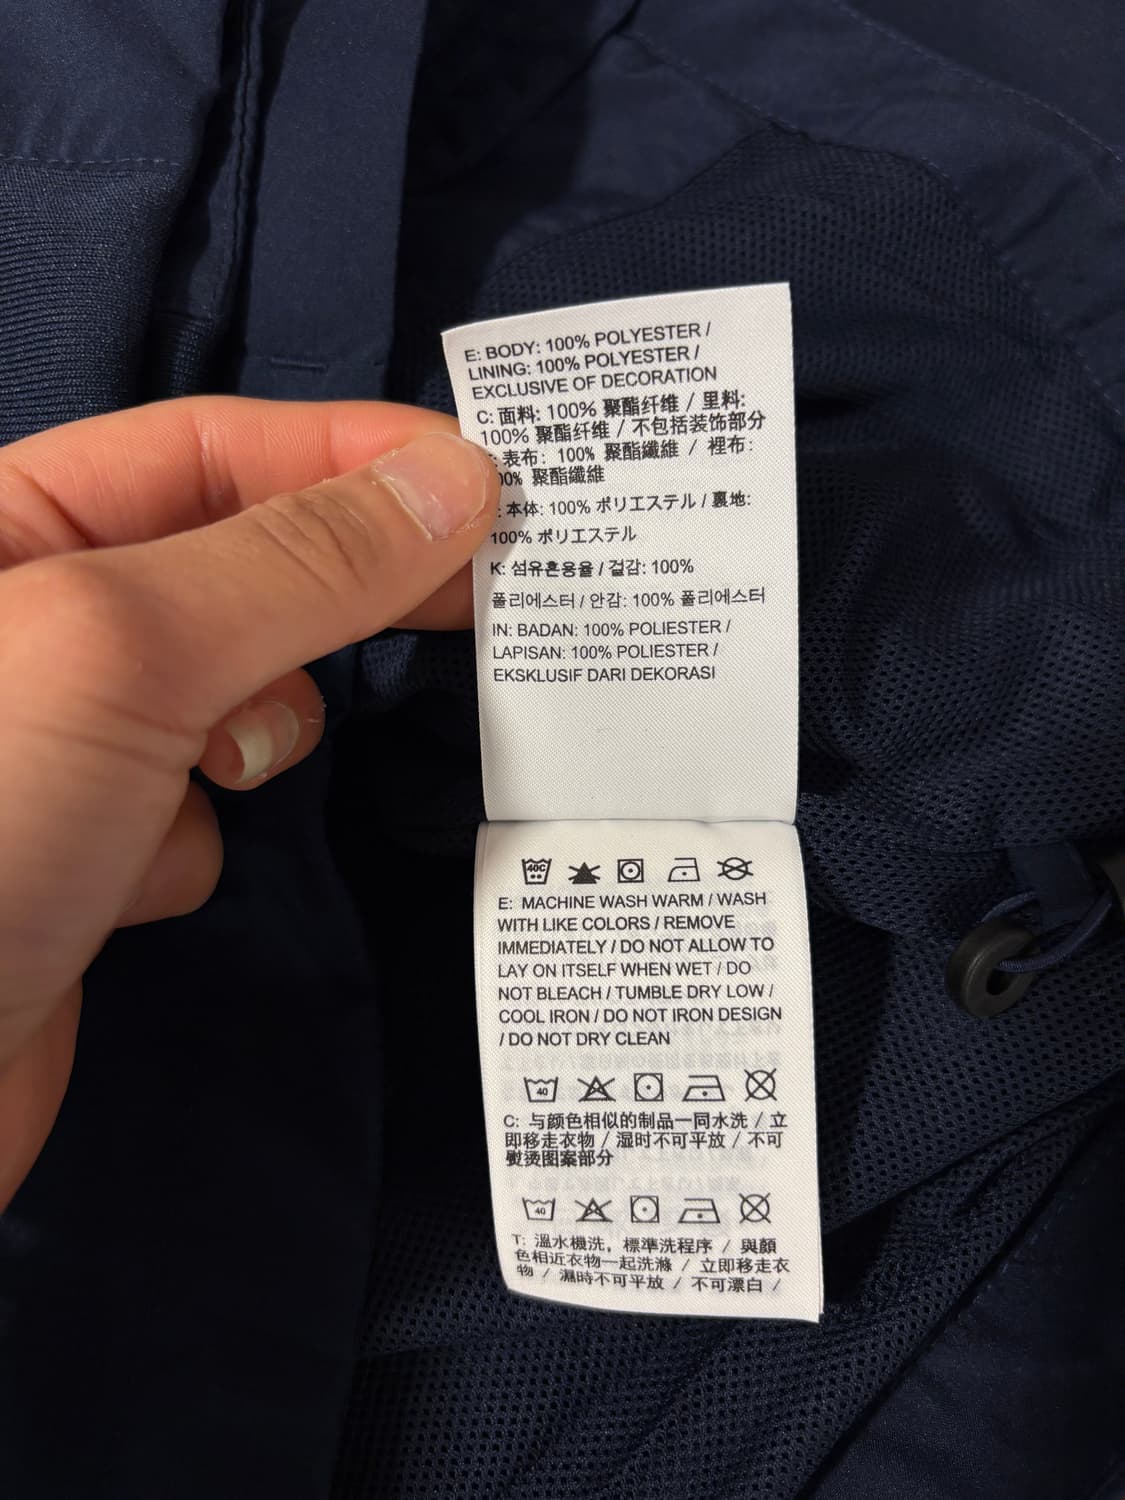 E: BODY: 100% POLYESTER /
LINING: 100% POLYESTER /
EXCLUSIVE OF DECORATION
C: 面料: 100% 聚酯纤维 / 里料:
100% 聚酯纤维 / 不包括装饰部分
: 表布: 100% 聚酯纖維 / 裡布:
00% 聚酯纖維
: 本体: 100% ポリエステル / 裏地:
100% ポリエステル
K: 섬유혼용율 / 겉감: 100%
폴리에스터 / 안감: 100% 폴리에스터
IN: BADAN: 100% POLIESTER /
LAPISAN: 100% POLIESTER /
EKSKLUSIF DARI DEKORASI
40C
E: MACHINE WASH WARM / WASH
WITH LIKE COLORS / REMOVE
IMMEDIATELY / DO NOT ALLOW TO
LAY ON ITSELF WHEN WET / DO
NOT BLEACH / TUMBLE DRY LOW /
COOL IRON / DO NOT IRON DESIGN
/ DO NOT DRY CLEAN
40
C: 与颜色相似的制品一同水洗 / 立
即移走衣物 / 湿时不可平放 / 不可
熨烫图案部分
40
T: 溫水機洗，標準洗程序 / 與顏
色相近衣物一起洗滌 / 立即移走衣
物 / 濕時不可平放 / 不可漂白 /